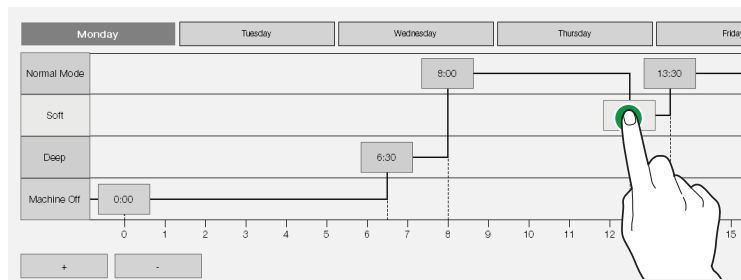 Monday Tuesday Wednesday Thursday Friday
Normal Mode 8:00 13:30
Soft
Deep 6:30
Machine Off 0:00
0 1 2 3 4 5 6 7 8 9 10 11 12 15
+ -